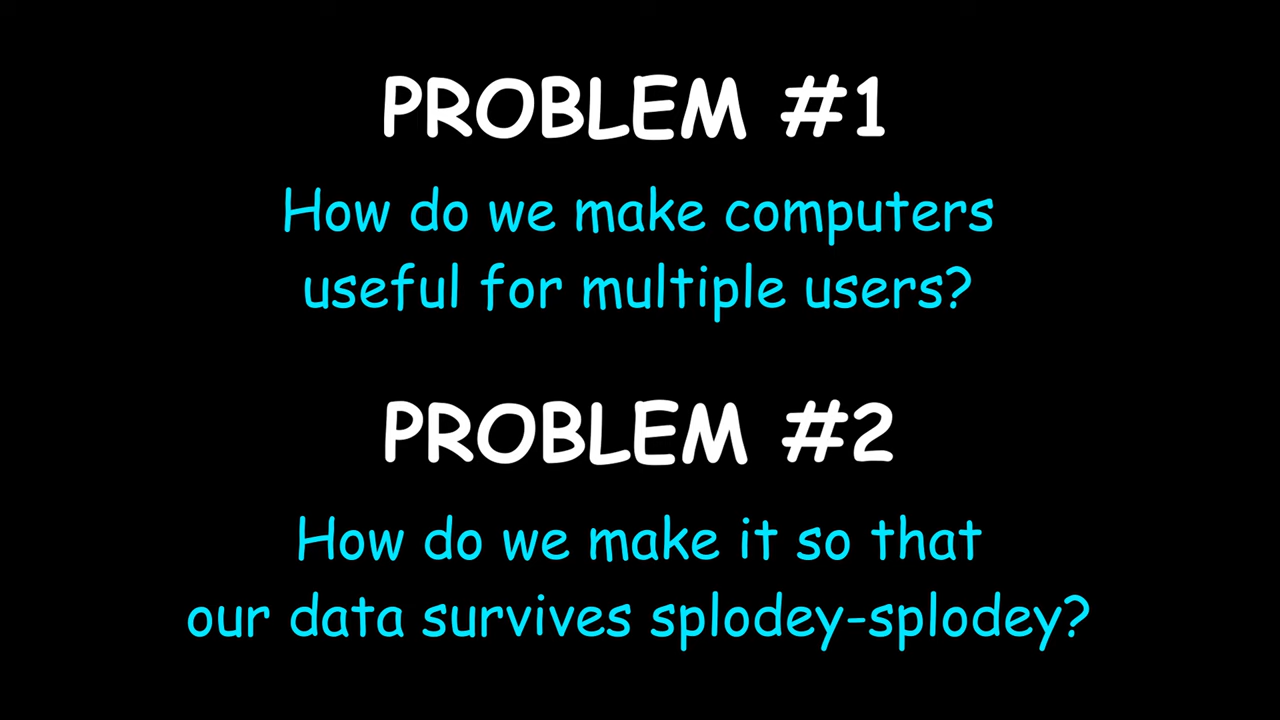 PROBLEM #1
How do we make computers
useful for multiple users?
PROBLEM #2
How do we make it so that
our data survives splodey-splodey?